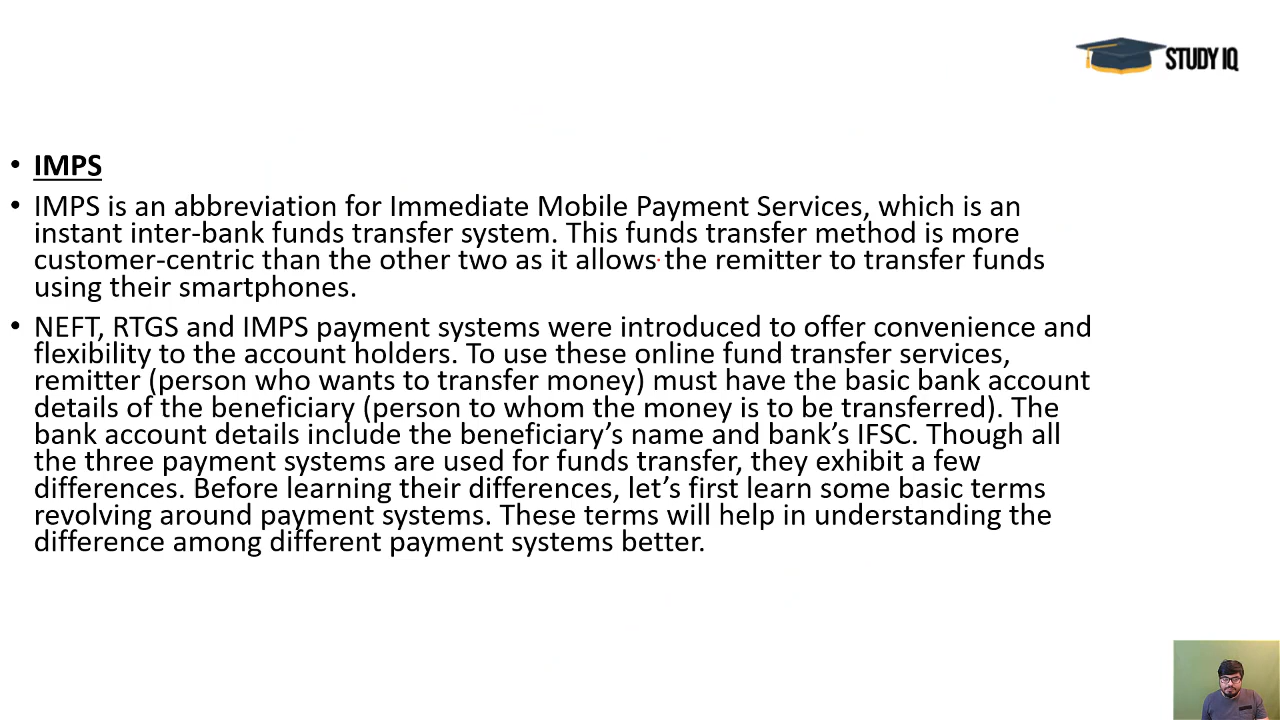 STUDY IQ
• IMPS
• IMPS is an abbreviation for Immediate Mobile Payment Services, which is an
instant inter-bank funds transfer system. This funds transfer method is more
customer-centric than the other two as it allows the remitter to transfer funds
using their smartphones.
• NEFT, RTGS and IMPS payment systems were introduced to offer convenience and
flexibility to the account holders. To use these online fund transfer services,
remitter (person who wants to transfer money) must have the basic bank account
details of the beneficiary (person to whom the money is to be transferred). The
bank account details include the beneficiary’s name and bank’s IFSC. Though all
the three payment systems are used for funds transfer, they exhibit a few
differences. Before learning their differences, let’s first learn some basic terms
revolving around payment systems. These terms will help in understanding the
difference among different payment systems better.